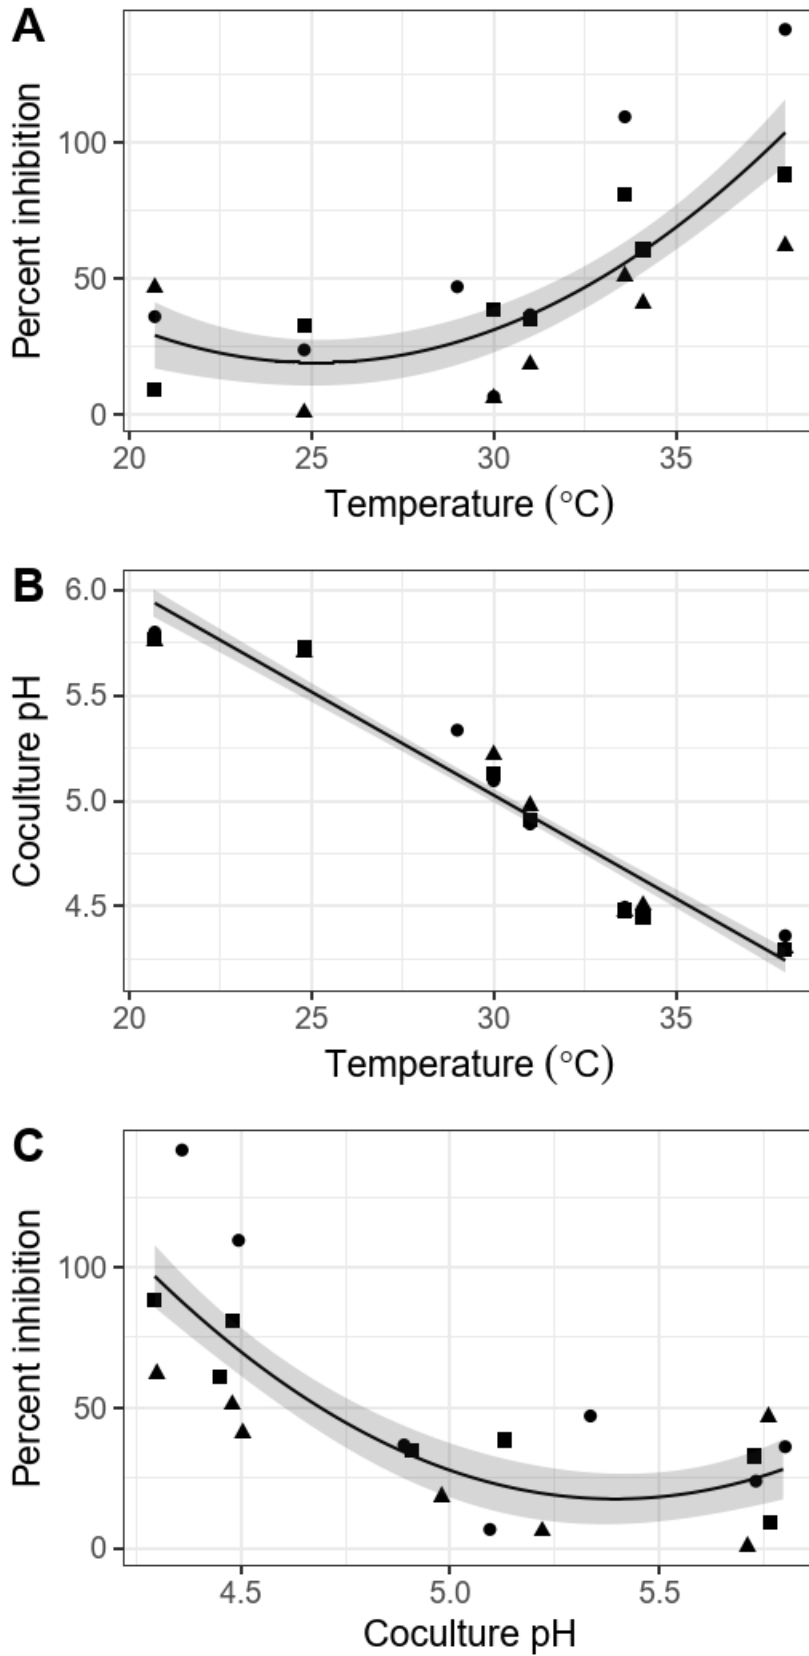 A
Percent inhibition
100
50
0
20 25 30 35
Temperature (°C)
B
Coculture pH
6.0
5.5
5.0
4.5
20 25 30 35
Temperature (°C)
C
Percent inhibition
100
50
0
4.5 5.0 5.5
Coculture pH